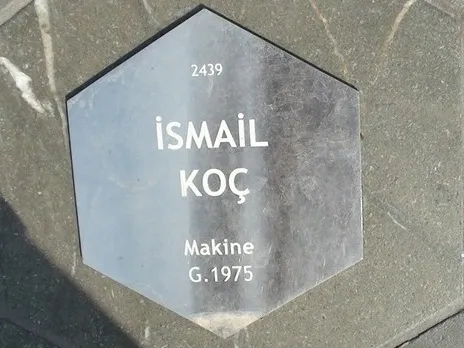 2439
İSMAİL
KOÇ
Makine
G.1975